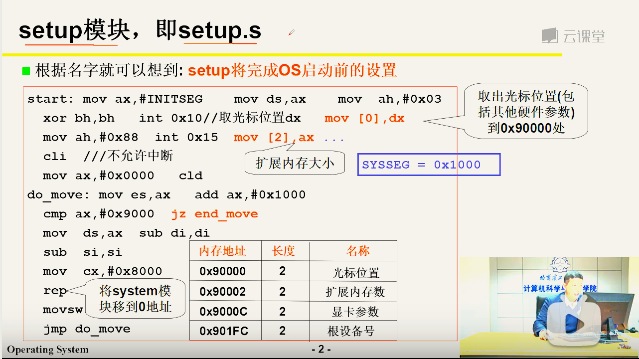 setup模块，即setup.s
云课堂
根据名字就可以想到: setup将完成OS启动前的设置
start: mov ax,#INITSEG mov ds,ax mov ah,#0x03
xor bh,bh int 0x10//取光标位置dx mov [0],dx
mov ah,#0x88 int 0x15 mov [2],ax ...
cli ///不允许中断
mov ax,#0x0000 cld
do_move: mov es,ax add ax,#0x1000
cmp ax,#0x9000 jz end_move
mov ds,ax sub di,di
sub si,si
mov cx,#0x8000
rep
movsw
jmp do_move
取出光标位置(包
括其他硬件参数)
到0x90000处
扩展内存大小
SYSSEG = 0x1000
将system模
块移到0地址
内存地址 长度 名称
0x90000 2 光标位置
0x90002 2 扩展内存数
0x9000C 2 显卡参数
0x901FC 2 根设备号
计算机科学与 学院
Operating System
- 2 -